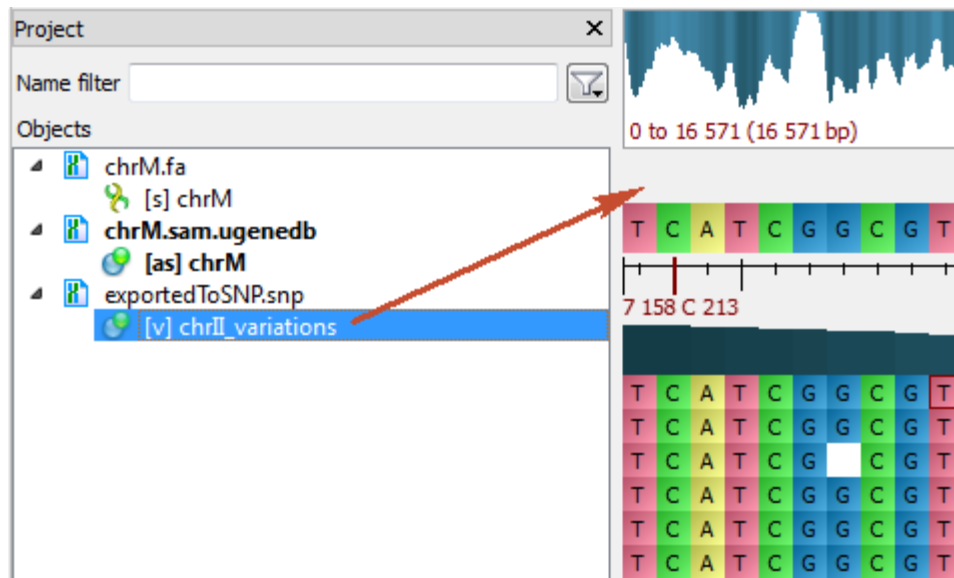 Project
Name filter
Objects
chrM.fa
[s] chrM
chrM.sam.ugenedb
[as] chrM
exportedToSNP.snp
[v] chrII_variations
0 to 16 571 (16 571 bp)
T C A T C G G C G T
7 158 C 213
T C A T C G G C G T
T C A T C G G C G T
T C A T C G C G T
T C A T C G G C G T
T C A T C G G C G T
T C A T C G G C G T